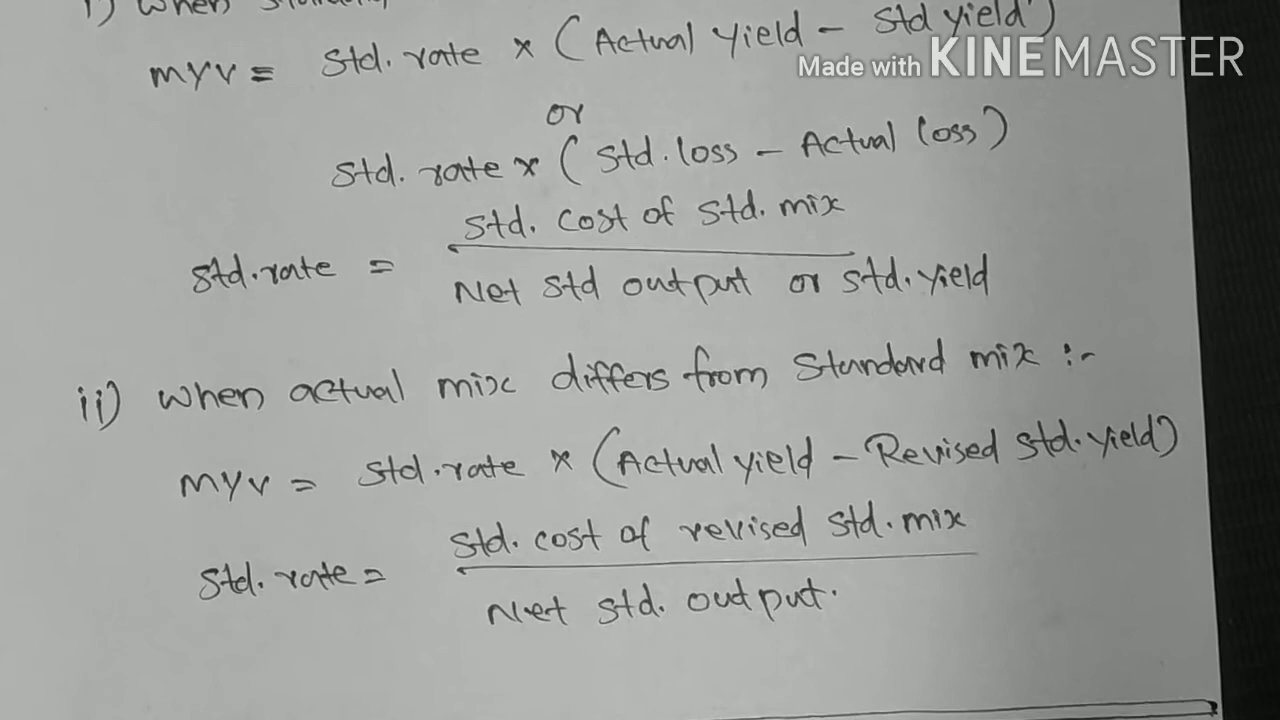 i) When
MYV = Std. rate × (Actual Yield – Std yield)
Made with KINEMASTER
or
Std. rate × (Std. loss – Actual loss)
Std. cost of Std. mix
Std. rate =
Net Std output or Std. yield
ii) When actual mix differs from Standard mix :-
MYV = Std. rate × (Actual yield – Revised Std. yield)
Std. cost of revised Std. mix
Std. rate =
Net Std. output.